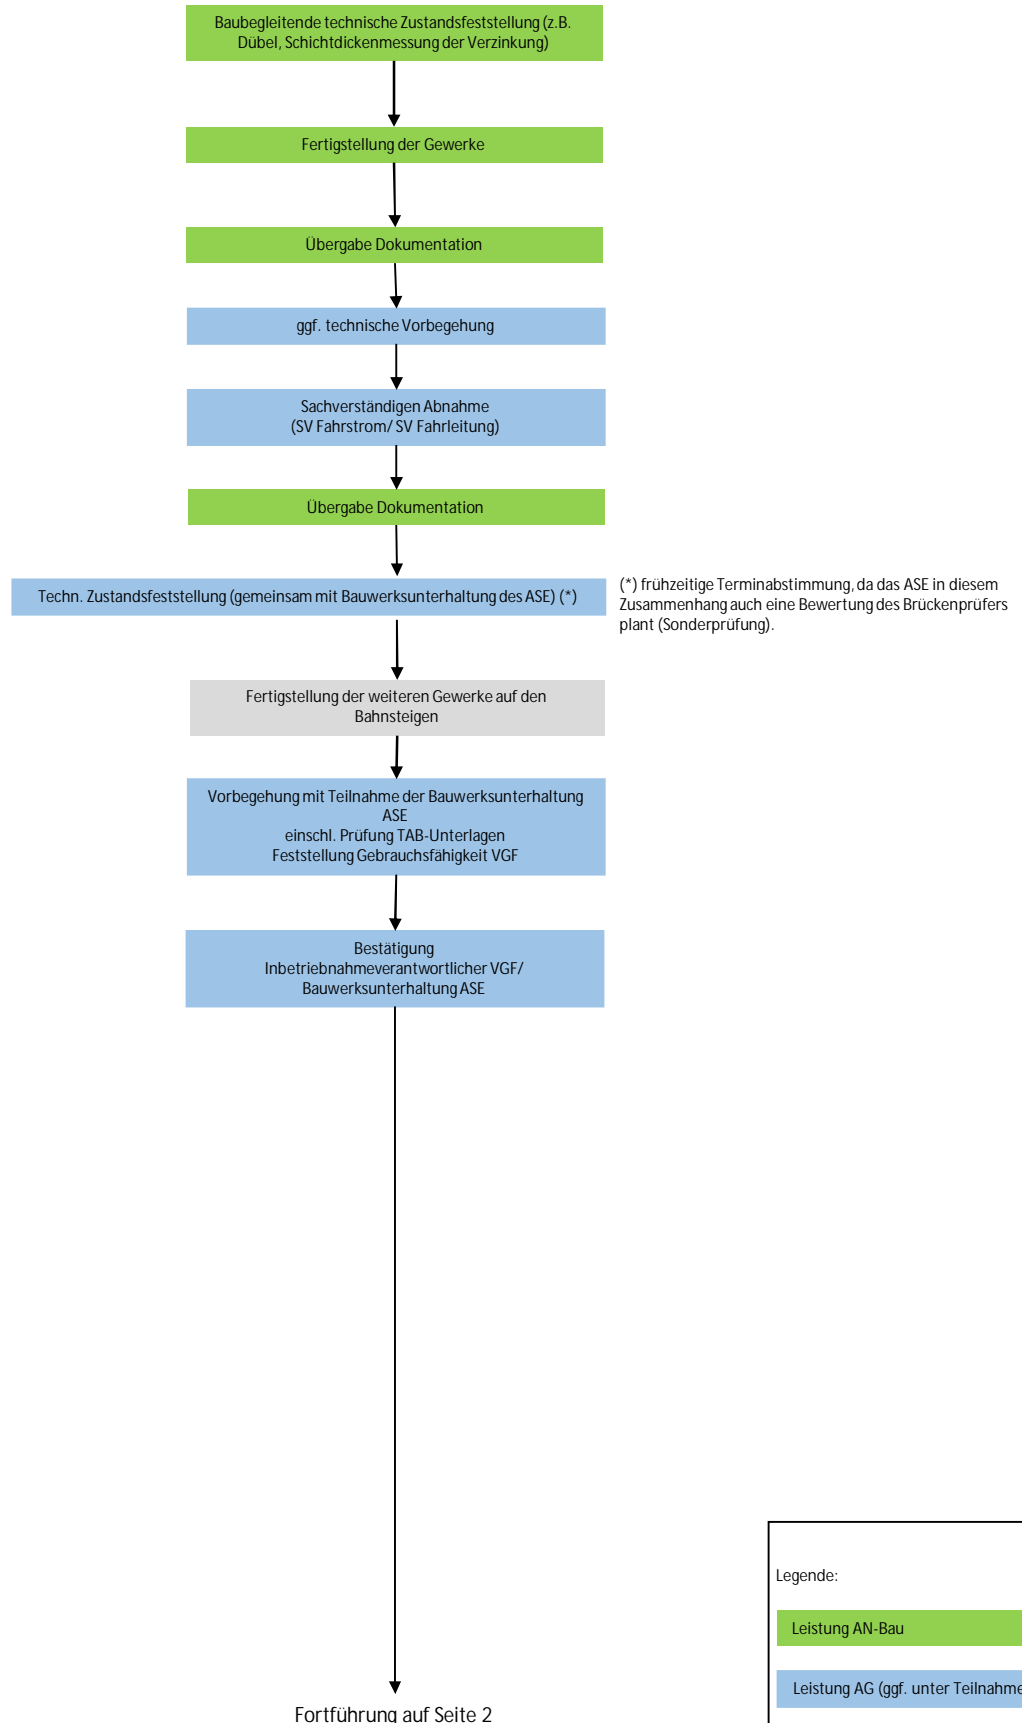 Baubegleitende technische Zustandsfeststellung (z.B.
Dübel, Schichtdickenmessung der Verzinkung)
Fertigstellung der Gewerke
Übergabe Dokumentation
ggf. technische Vorbegehung
Sachverständigen Abnahme
(SV Fahrstrom/ SV Fahrleitung)
Übergabe Dokumentation
Techn. Zustandsfeststellung (gemeinsam mit Bauwerksunterhaltung des ASE) (*)
(*) frühzeitige Terminabstimmung, da das ASE in diesem
Zusammenhang auch eine Bewertung des Brückenprüfers
plant (Sonderprüfung).
Fertigstellung der weiteren Gewerke auf den
Bahnsteigen
Vorbegehung mit Teilnahme der Bauwerksunterhaltung
ASE
einschl. Prüfung TAB-Unterlagen
Feststellung Gebrauchsfähigkeit VGF
Bestätigung
Inbetriebnahmeverantwortlicher VGF/
Bauwerksunterhaltung ASE
Fortführung auf Seite 2
Legende:
Leistung AN-Bau
Leistung AG (ggf. unter Teilnahme